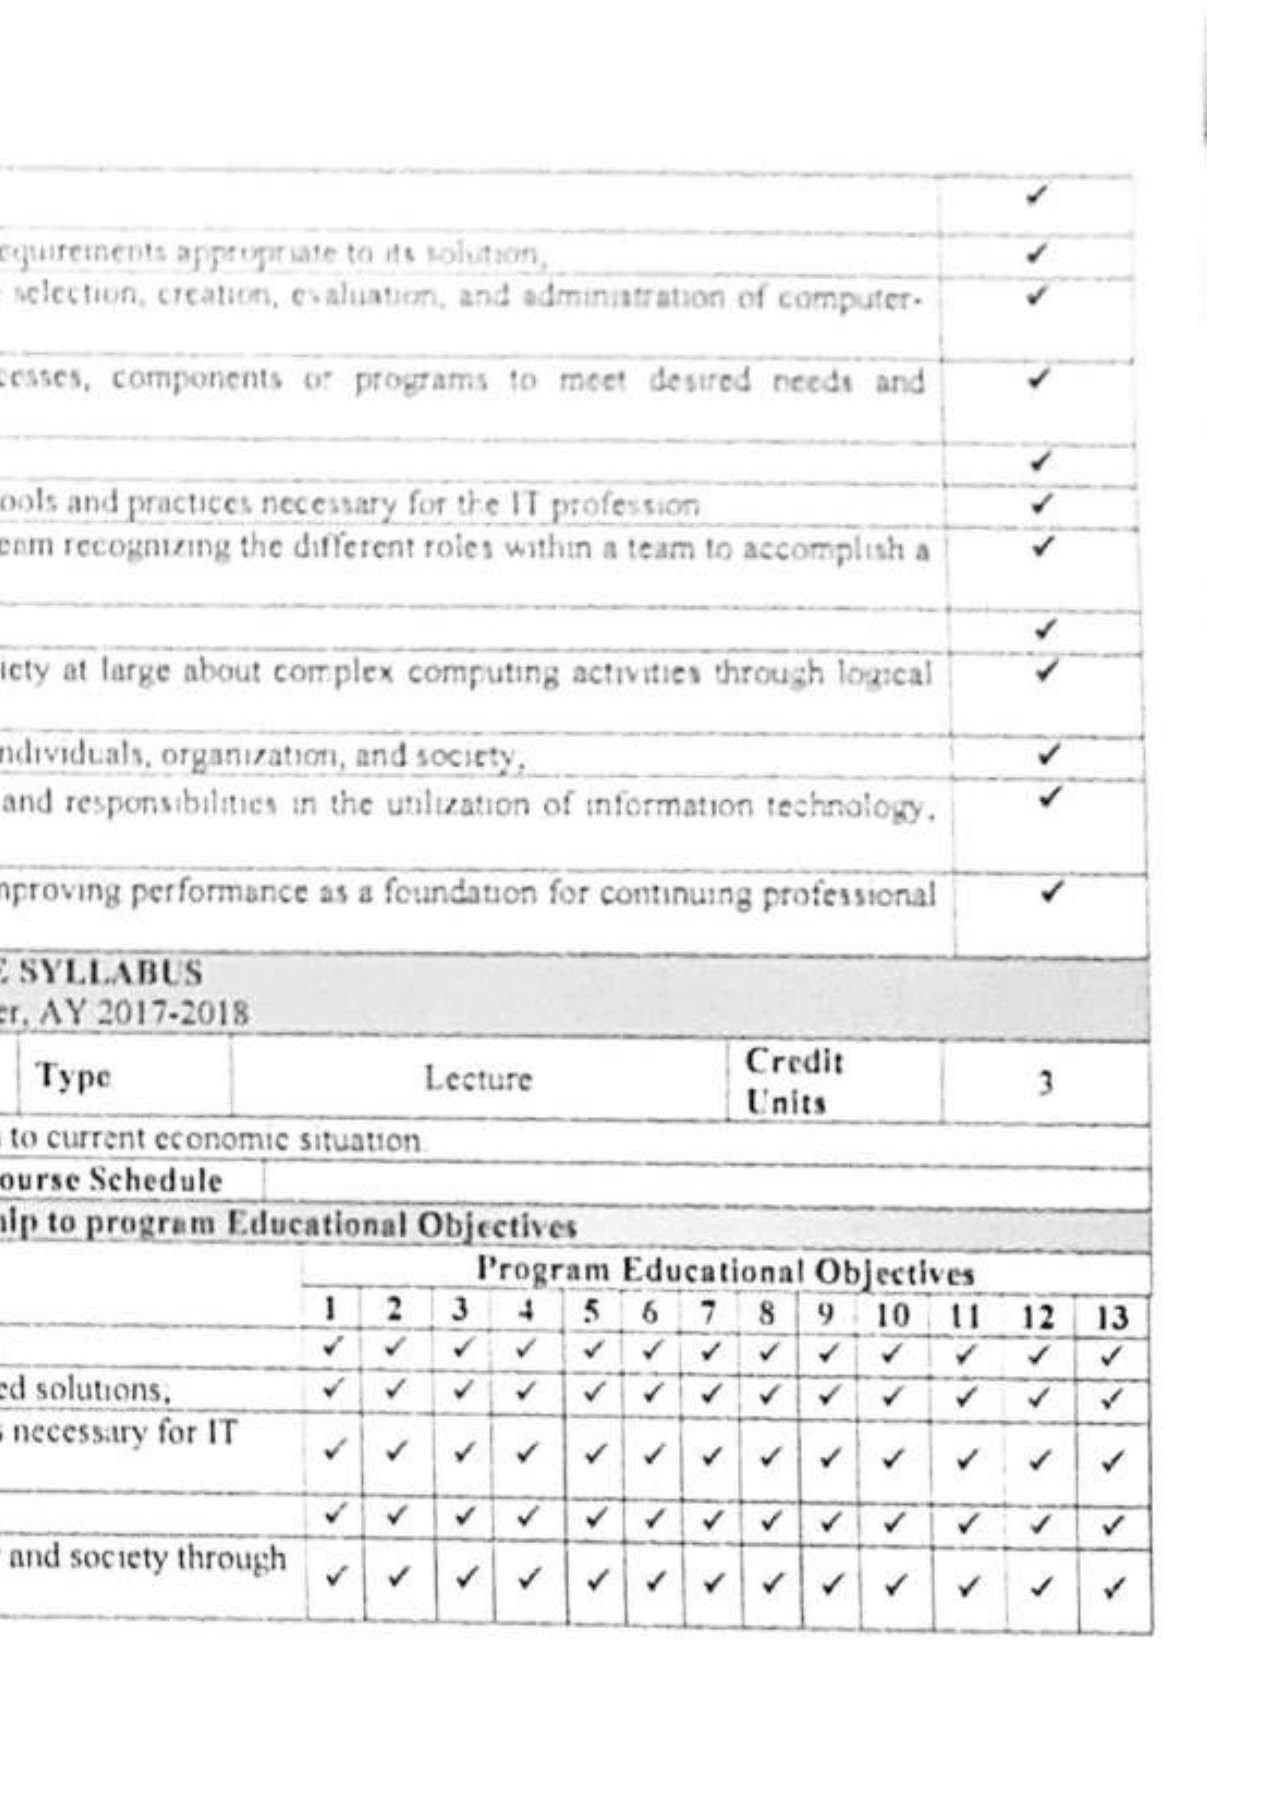 ✓
equirements appropriate to its solution, ✓
selection, creation, evaluation, and administration of computer- ✓
cesses, components or programs to meet desired needs and ✓
✓
ools and practices necessary for the IT profession ✓
eam recognizing the different roles within a team to accomplish a ✓
✓
iety at large about complex computing activities through logical ✓
ndividuals, organization, and society, ✓
and responsibilities in the utilization of information technology, ✓
mproving performance as a foundation for continuing professional ✓
E SYLLABUS
er, AY 2017-2018
Type Lecture Credit Units 3
to current economic situation
ourse Schedule
hip to program Educational Objectives
Program Educational Objectives
1 2 3 4 5 6 7 8 9 10 11 12 13
✓ ✓ ✓ ✓ ✓ ✓ ✓ ✓ ✓ ✓ ✓ ✓ ✓
ed solutions, ✓ ✓ ✓ ✓ ✓ ✓ ✓ ✓ ✓ ✓ ✓ ✓ ✓
s necessary for IT ✓ ✓ ✓ ✓ ✓ ✓ ✓ ✓ ✓ ✓ ✓ ✓ ✓
✓ ✓ ✓ ✓ ✓ ✓ ✓ ✓ ✓ ✓ ✓ ✓ ✓
and society through ✓ ✓ ✓ ✓ ✓ ✓ ✓ ✓ ✓ ✓ ✓ ✓ ✓